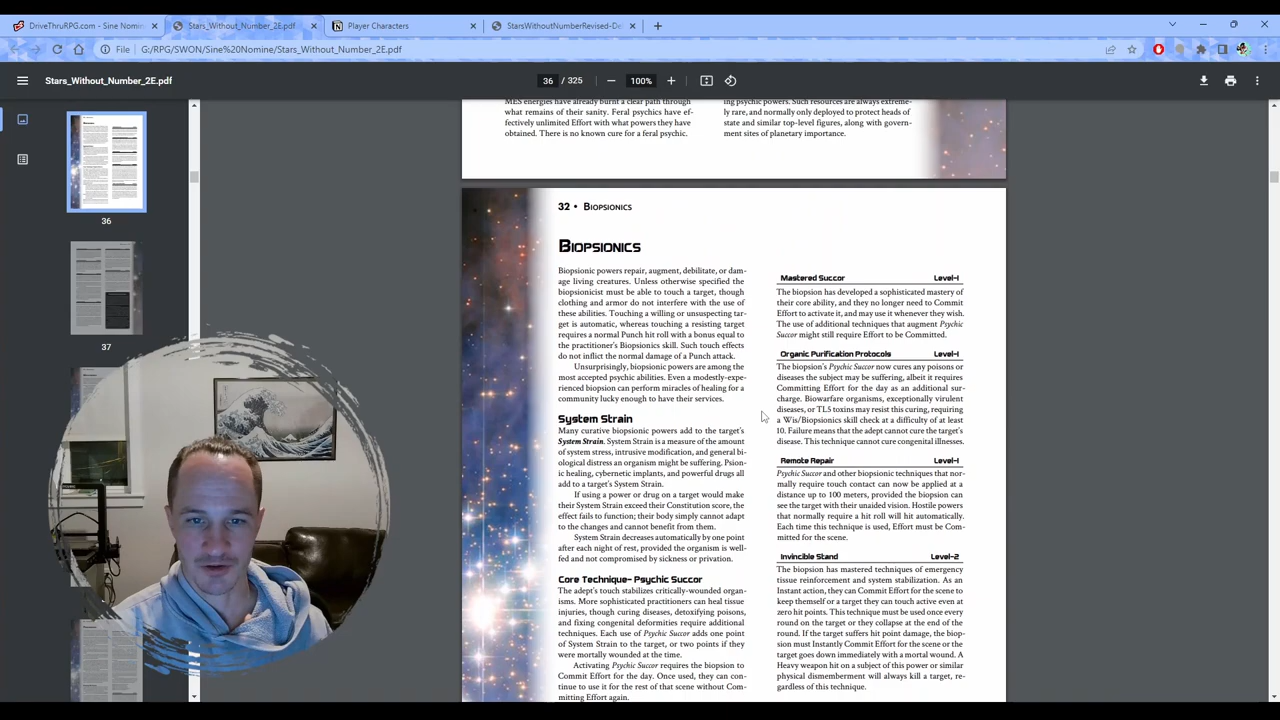 DriveThruRPG.com - Sine Nomin
Stars_Without_Number_2E.pdf
Player Characters
StarsWithoutNumberRevised-De
File
G:/RPG/SWON/Sine%20Nomine/Stars_Without_Number_2E.pdf
Stars_Without_Number_2E.pdf
36 / 325
100%
36
37
MES energies have already burnt a clear path through
what remains of their sanity. Feral psychics have ef-
fectively unlimited Effort with what powers they have
obtained. There is no known cure for a feral psychic.
ing psychic powers. Such resources are always extreme-
ly rare, and normally only deployed to protect heads of
state and similar top-level figures, along with govern-
ment sites of planetary importance.
32 • Biopsionics
Biopsionics
Biopsionic powers repair, augment, debilitate, or dam-
age living creatures. Unless otherwise specified the
biopsionicist must be able to touch a target, though
clothing and armor do not interfere with the use of
these abilities. Touching a willing or unsuspecting tar-
get is automatic, whereas touching a resisting target
requires a normal Punch hit roll with a bonus equal to
the practitioner's Biopsionics skill. Such touch effects
do not inflict the normal damage of a Punch attack.
Unsurprisingly, biopsionic powers are among the
most accepted psychic abilities. Even a modestly-expe-
rienced biopsion can perform miracles of healing for a
community lucky enough to have their services.
System Strain
Many curative biopsionic powers add to the target's
System Strain. System Strain is a measure of the amount
of system stress, intrusive modification, and general bi-
ological distress an organism might be suffering. Psion-
ic healing, cybernetic implants, and powerful drugs all
add to a target's System Strain.
If using a power or drug on a target would make
their System Strain exceed their Constitution score, the
effect fails to function; their body simply cannot adapt
to the changes and cannot benefit from them.
System Strain decreases automatically by one point
after each night of rest, provided the organism is well-
fed and not compromised by sickness or privation.
Core Technique- Psychic Succor
The adept's touch stabilizes critically-wounded organ-
isms. More sophisticated practitioners can heal tissue
injuries, though curing diseases, detoxifying poisons,
and fixing congenital deformities require additional
techniques. Each use of Psychic Succor adds one point
of System Strain to the target, or two points if they
were mortally wounded at the time.
Activating Psychic Succor requires the biopsion to
Commit Effort for the day. Once used, they can con-
tinue to use it for the rest of that scene without Com-
mitting Effort again.
Mastered Succor Level-1
The biopsion has developed a sophisticated mastery of
their core ability, and they no longer need to Commit
Effort to activate it, and may use it whenever they wish.
The use of additional techniques that augment Psychic
Succor might still require Effort to be Committed.
Organic Purification Protocols Level-1
The biopsion's Psychic Succor now cures any poisons or
diseases the subject may be suffering, albeit it requires
Committing Effort for the day as an additional sur-
charge. Biowarfare organisms, exceptionally virulent
diseases, or TL5 toxins may resist this curing, requiring
a Wis/Biopsionics skill check at a difficulty of at least
10. Failure means that the adept cannot cure the target's
disease. This technique cannot cure congenital illnesses.
Remote Repair Level-1
Psychic Succor and other biopsionic techniques that nor-
mally require touch contact can now be applied at a
distance up to 100 meters, provided the biopsion can
see the target with their unaided vision. Hostile powers
that normally require a hit roll will hit automatically.
Each time this technique is used, Effort must be Com-
mitted for the scene.
Invincible Stand Level-2
The biopsion has mastered techniques of emergency
tissue reinforcement and system stabilization. As an
Instant action, they can Commit Effort for the scene to
keep themself or a target they can touch active even at
zero hit points. This technique must be used once every
round on the target or they collapse at the end of the
round. If the target suffers hit point damage, the biop-
sion must Instantly Commit Effort for the scene or the
target goes down immediately with a mortal wound. A
Heavy weapon hit on a subject of this power or similar
physical dismemberment will always kill a target, re-
gardless of this technique.